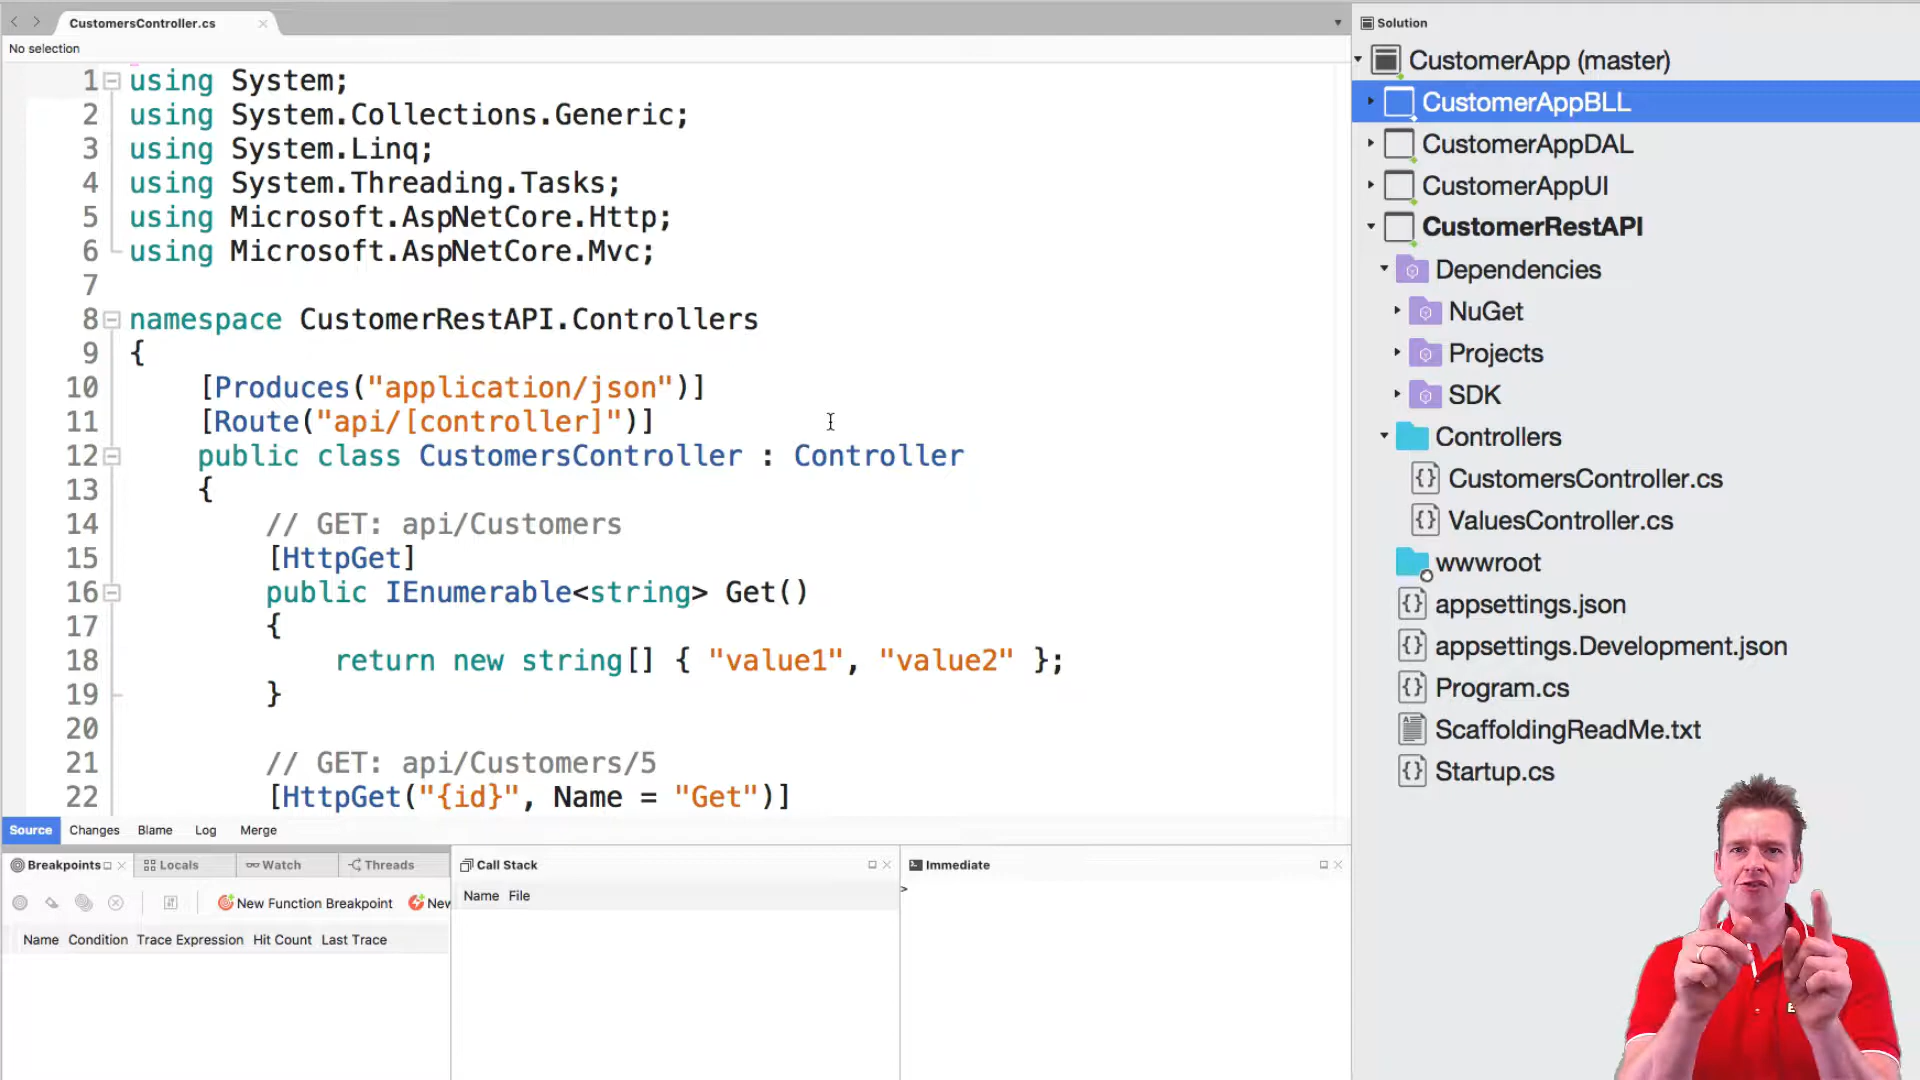 CustomersController.cs
No selection
1 using System;
2 using System.Collections.Generic;
3 using System.Linq;
4 using System.Threading.Tasks;
5 using Microsoft.AspNetCore.Http;
6 using Microsoft.AspNetCore.Mvc;
7
8 namespace CustomerRestAPI.Controllers
9 {
10 [Produces("application/json")]
11 [Route("api/[controller]")]
12 public class CustomersController : Controller
13 {
14 // GET: api/Customers
15 [HttpGet]
16 public IEnumerable<string> Get()
17 {
18 return new string[] { "value1", "value2" };
19 }
20
21 // GET: api/Customers/5
22 [HttpGet("{id}", Name = "Get")]
Source Changes Blame Log Merge
Breakpoints Locals Watch Threads
New Function Breakpoint New
Name Condition Trace Expression Hit Count Last Trace
Call Stack
Name File
Immediate
>
Solution
CustomerApp (master)
CustomerAppBLL
CustomerAppDAL
CustomerAppUI
CustomerRestAPI
Dependencies
NuGet
Projects
SDK
Controllers
CustomersController.cs
ValuesController.cs
wwwroot
appsettings.json
appsettings.Development.json
Program.cs
ScaffoldingReadMe.txt
Startup.cs